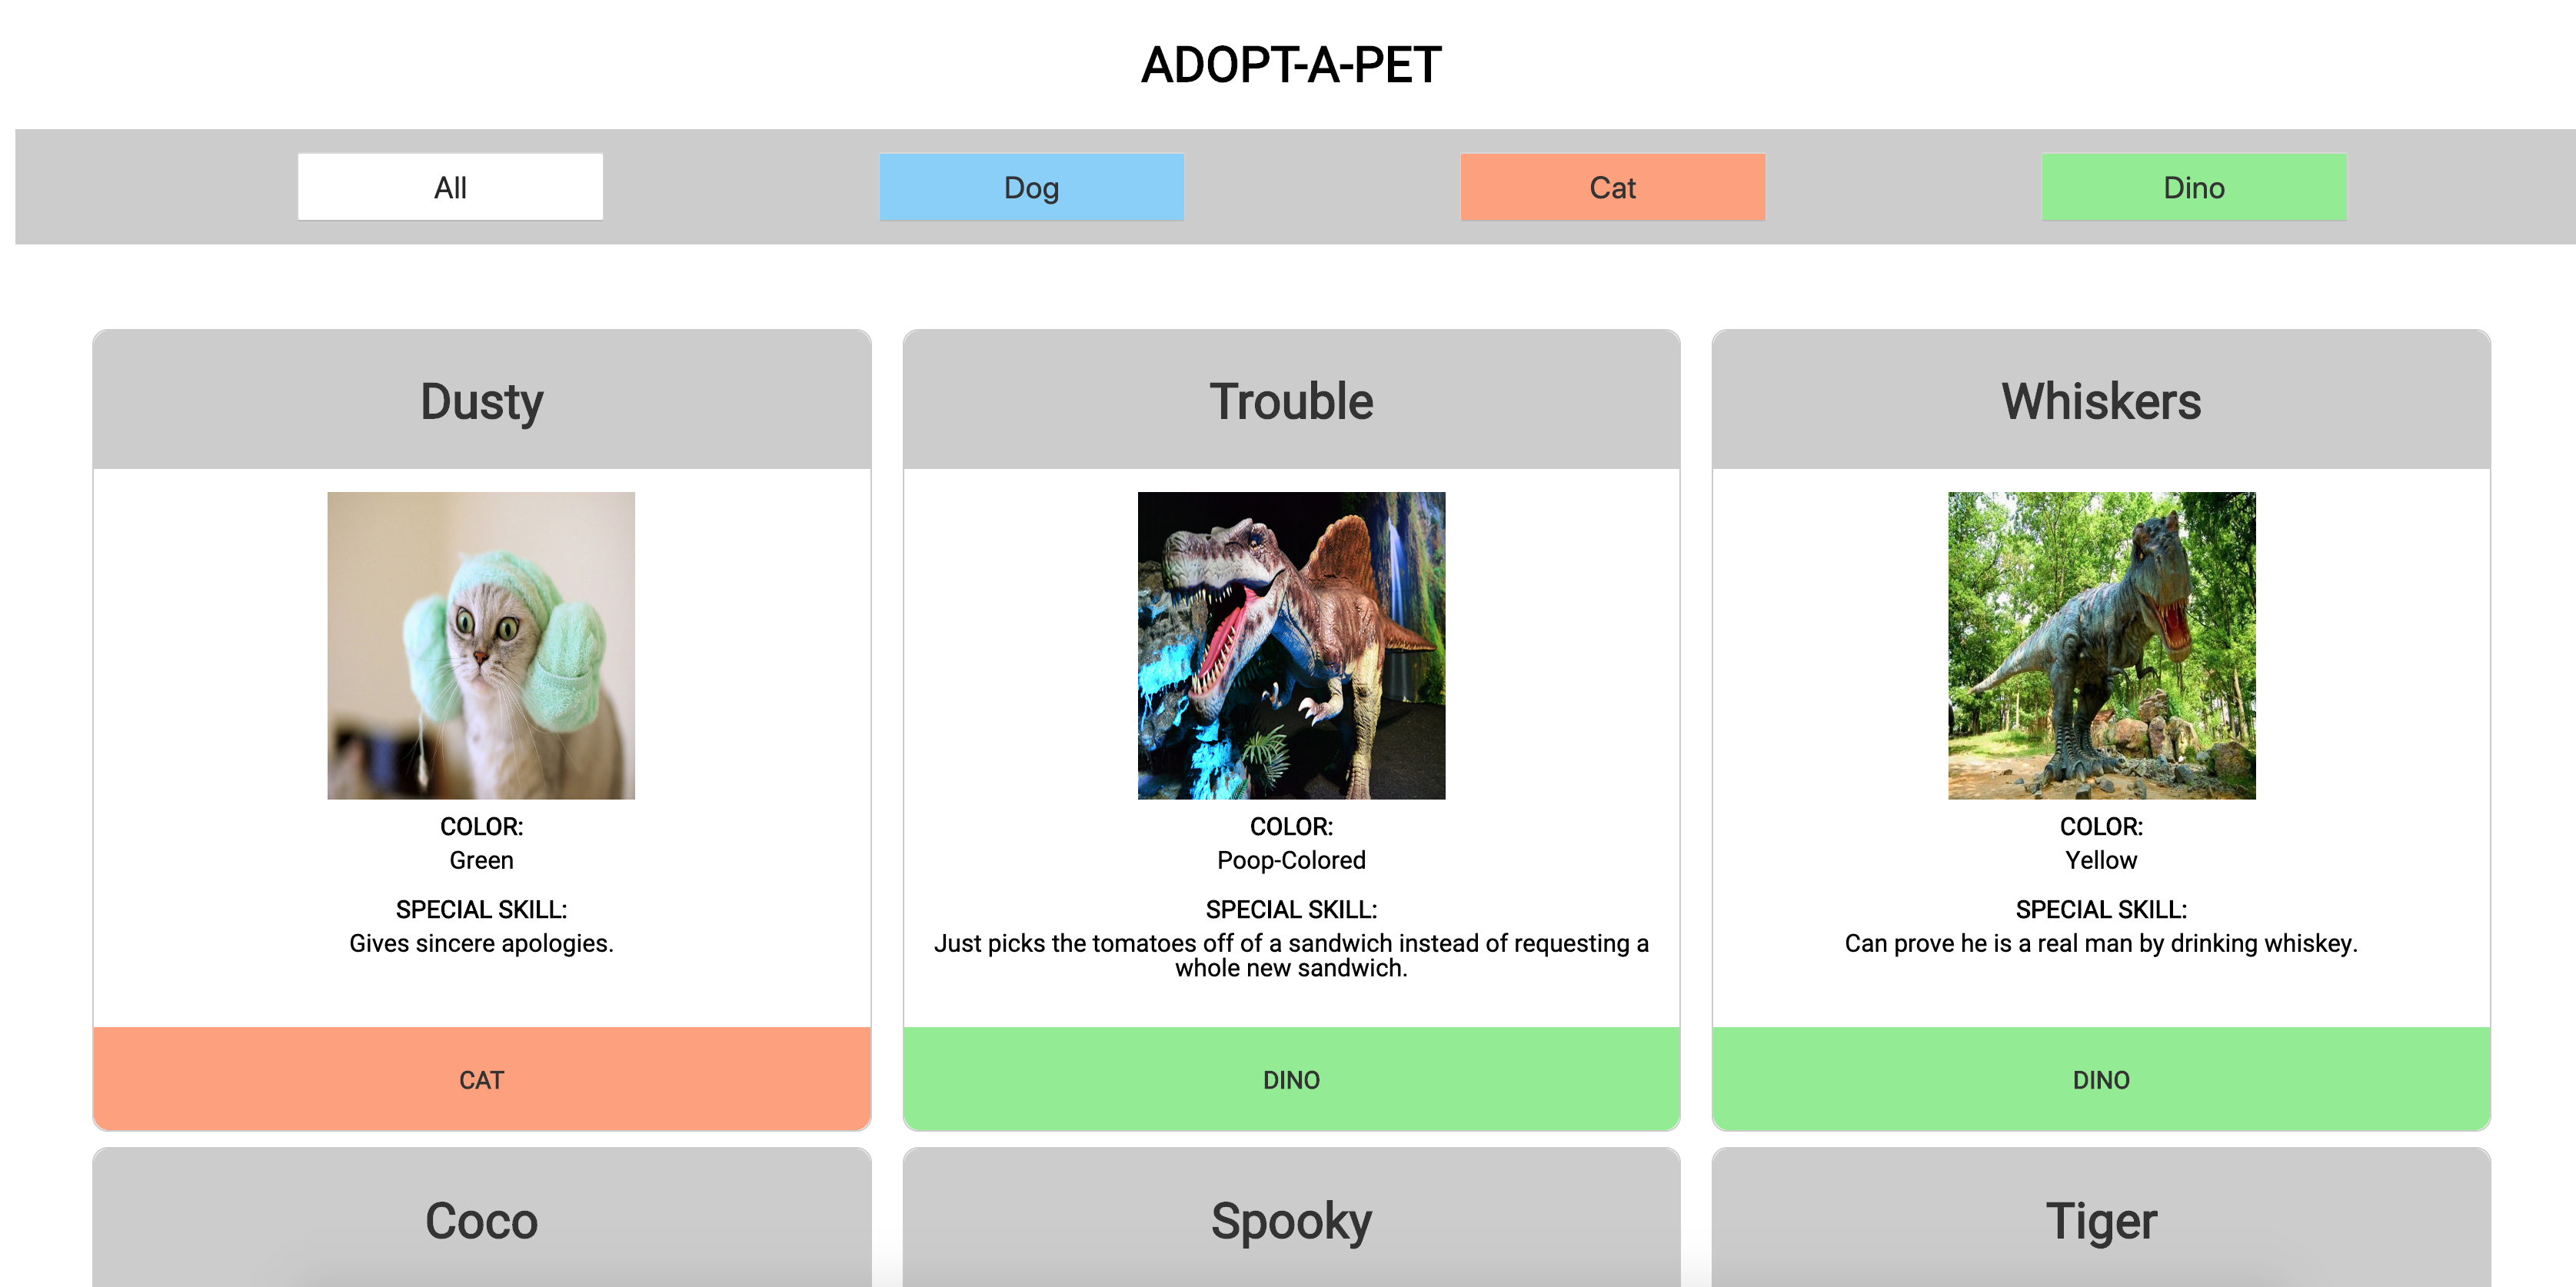 ADOPT-A-PET
All
Dog
Cat
Dino
Dusty
COLOR:
Green
SPECIAL SKILL:
Gives sincere apologies.
CAT
Trouble
COLOR:
Poop-Colored
SPECIAL SKILL:
Just picks the tomatoes off of a sandwich instead of requesting a
whole new sandwich.
DINO
Whiskers
COLOR:
Yellow
SPECIAL SKILL:
Can prove he is a real man by drinking whiskey.
DINO
Coco
Spooky
Tiger